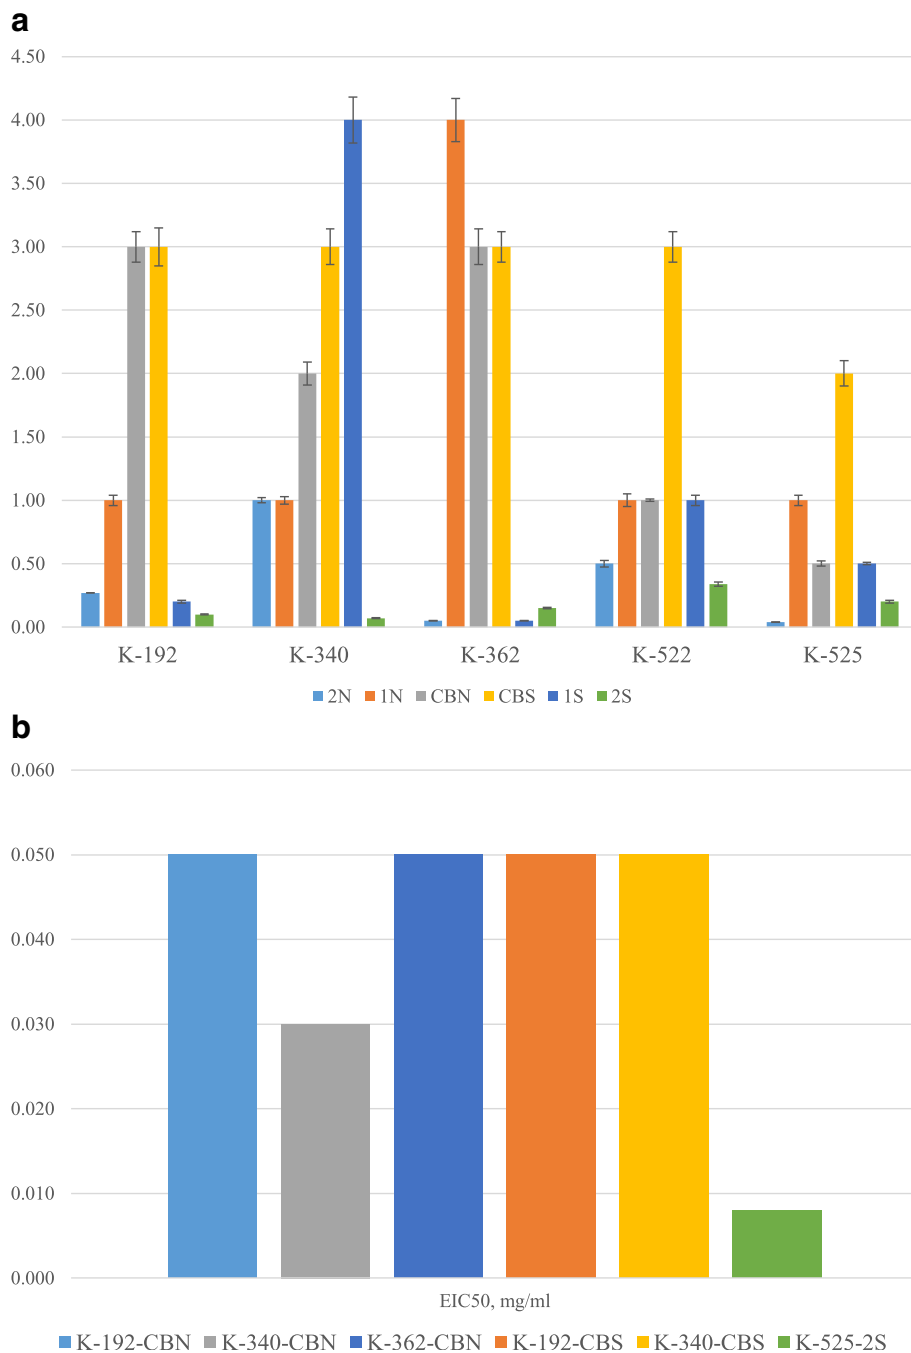 a
4.50
4.00
3.50
3.00
2.50
2.00
1.50
1.00
0.50
0.00
K-192 K-340 K-362 K-522 K-525
2N 1N CBN CBS 1S 2S
b
0.060
0.050
0.040
0.030
0.020
0.010
0.000
EIC50, mg/ml
K-192-CBN K-340-CBN K-362-CBN K-192-CBS K-340-CBS K-525-2S